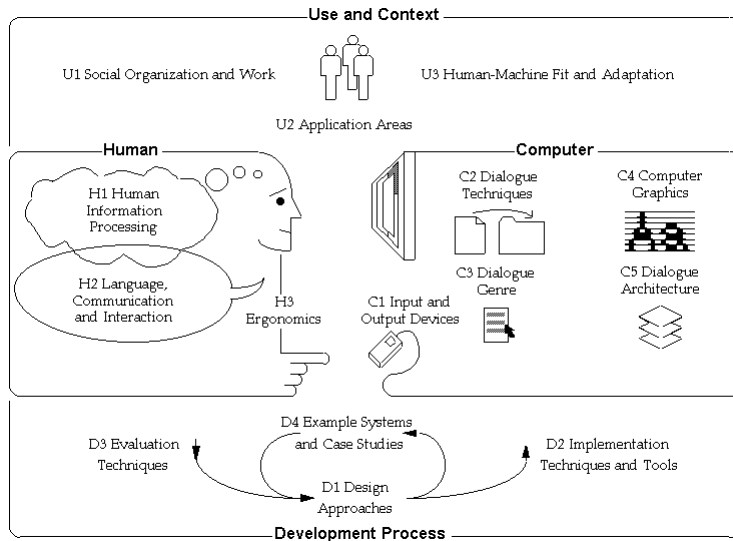 Use and Context
U1 Social Organization and Work
U3 Human-Machine Fit and Adaptation
U2 Application Areas
Human
H1 Human
Information
Processing
H2 Language,
Communication
and Interaction
H3
Ergonomics
Computer
C1 Input and
Output Devices
C2 Dialogue
Techniques
C3 Dialogue
Genre
C4 Computer
Graphics
Aa
C5 Dialogue
Architecture
D3 Evaluation
Techniques
D4 Example Systems
and Case Studies
D1 Design
Approaches
D2 Implementation
Techniques and Tools
Development Process